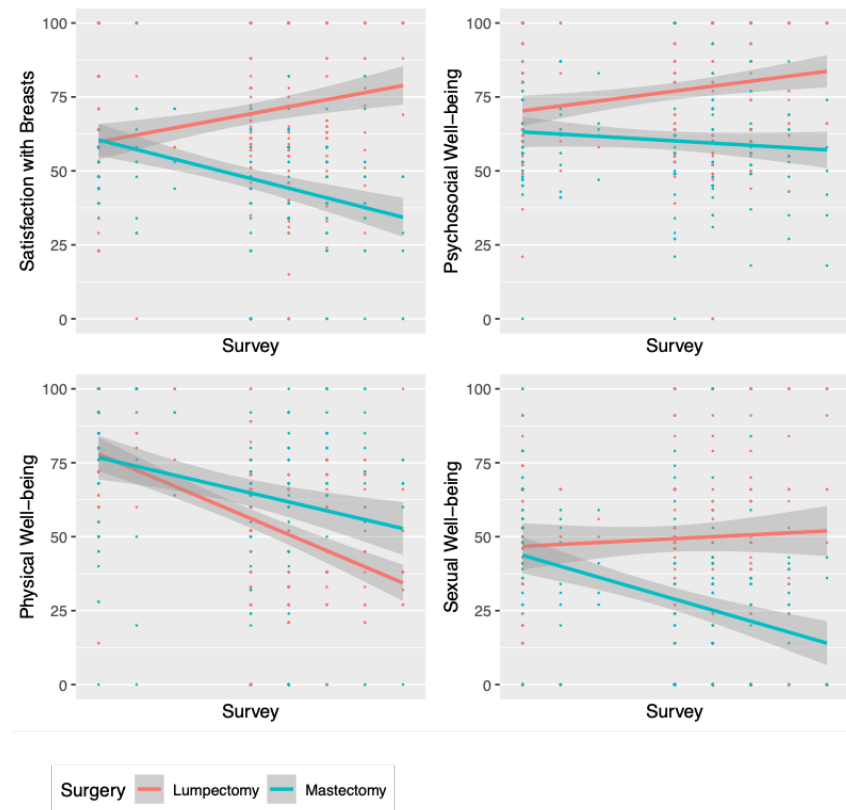 Satisfaction with Breasts
100
75
50
25
0
Survey
Psychosocial Well-being
100
75
50
25
0
Survey
Physical Well-being
100
75
50
25
0
Survey
Sexual Well-being
100
75
50
25
0
Survey
Surgery Lumpectomy Mastectomy